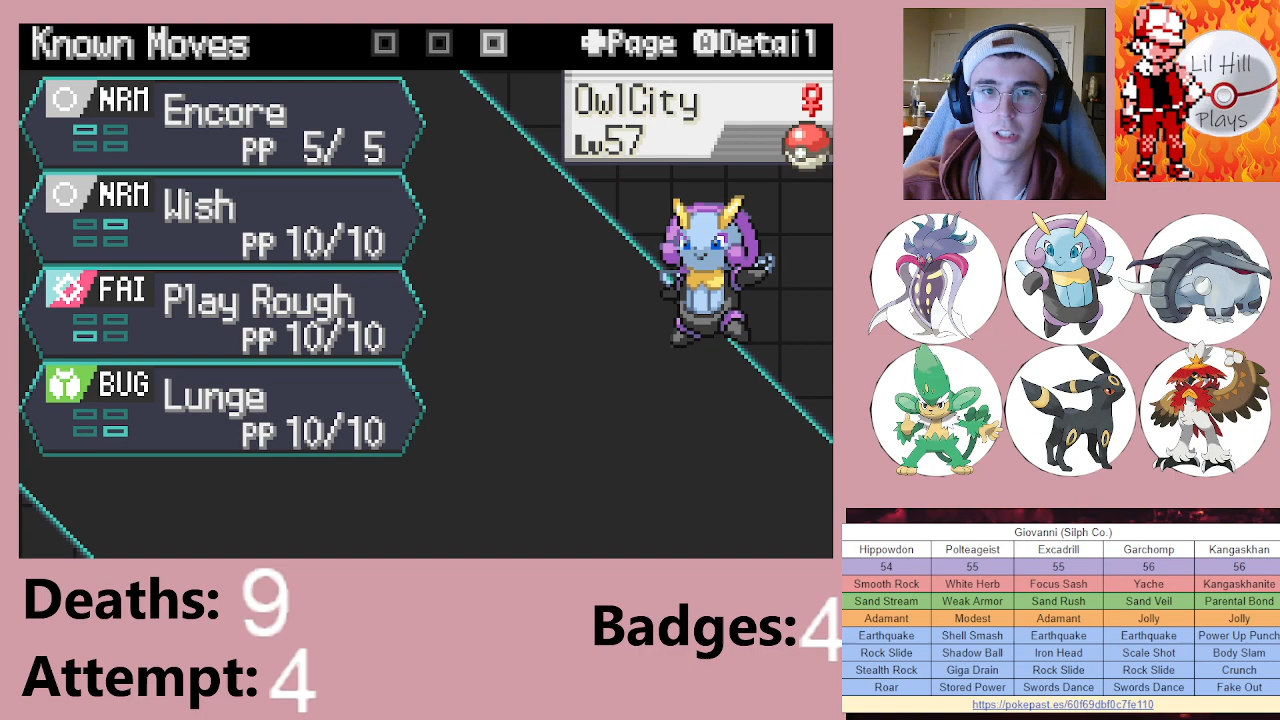 Known Moves
Page A Detail
NRM Encore
PP 5/ 5
NRM Wish
PP 10/10
FAI Play Rough
PP 10/10
BUG Lunge
PP 10/10
OwlCity ♀
Lv57
Lil Hill
Plays
Deaths: 9
Attempt: 4
Badges: 4
Giovanni (Silph Co.)
Hippowdon Polteageist Excadrill Garchomp Kangaskhan
54 55 55 56 56
Smooth Rock White Herb Focus Sash Yache Kangaskhanite
Sand Stream Weak Armor Sand Rush Sand Veil Parental Bond
Adamant Modest Adamant Jolly Jolly
Earthquake Shell Smash Earthquake Earthquake Power Up Punch
Rock Slide Shadow Ball Iron Head Scale Shot Body Slam
Stealth Rock Giga Drain Rock Slide Rock Slide Crunch
Roar Stored Power Swords Dance Swords Dance Fake Out
https://pokepast.es/60f69dbf0c7fe110